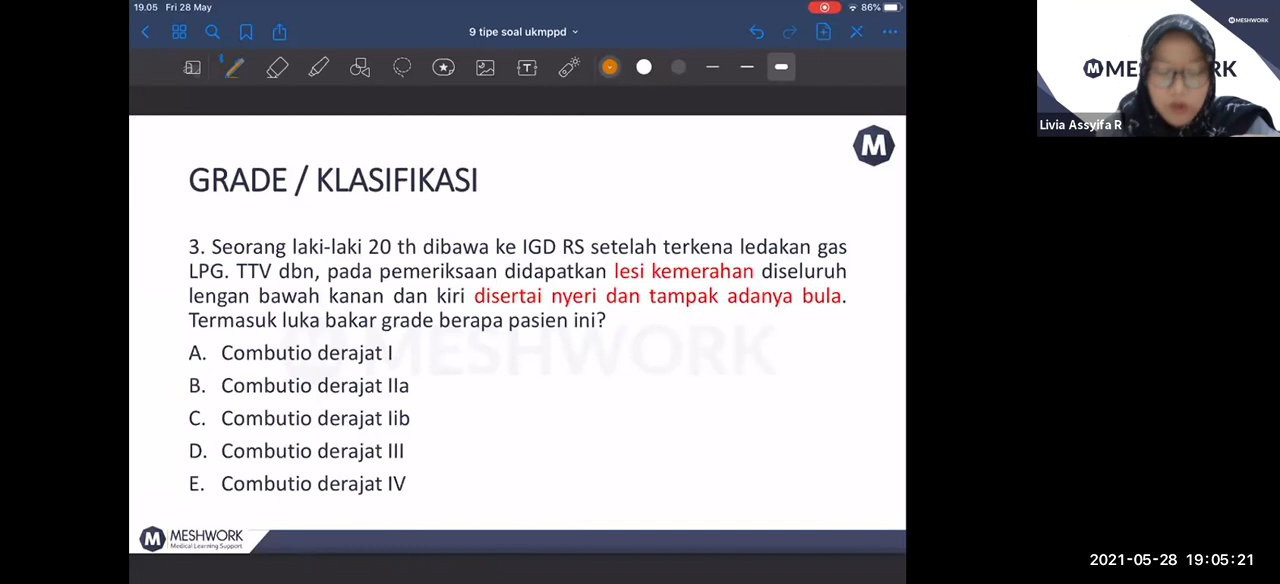 19.05 Fri 28 May
86%
9 tipe soal ukmppd
MESHWORK
MESHWORK
Livia Assyifa R
M
GRADE / KLASIFIKASI
3. Seorang laki-laki 20 th dibawa ke IGD RS setelah terkena ledakan gas
LPG. TTV dbn, pada pemeriksaan didapatkan lesi kemerahan diseluruh
lengan bawah kanan dan kiri disertai nyeri dan tampak adanya bula.
Termasuk luka bakar grade berapa pasien ini?
MESHWORK
A. Combutio derajat I
B. Combutio derajat IIa
C. Combutio derajat Iib
D. Combutio derajat III
E. Combutio derajat IV
M MESHWORK
Medical Learning Support
2021-05-28 19:05:21